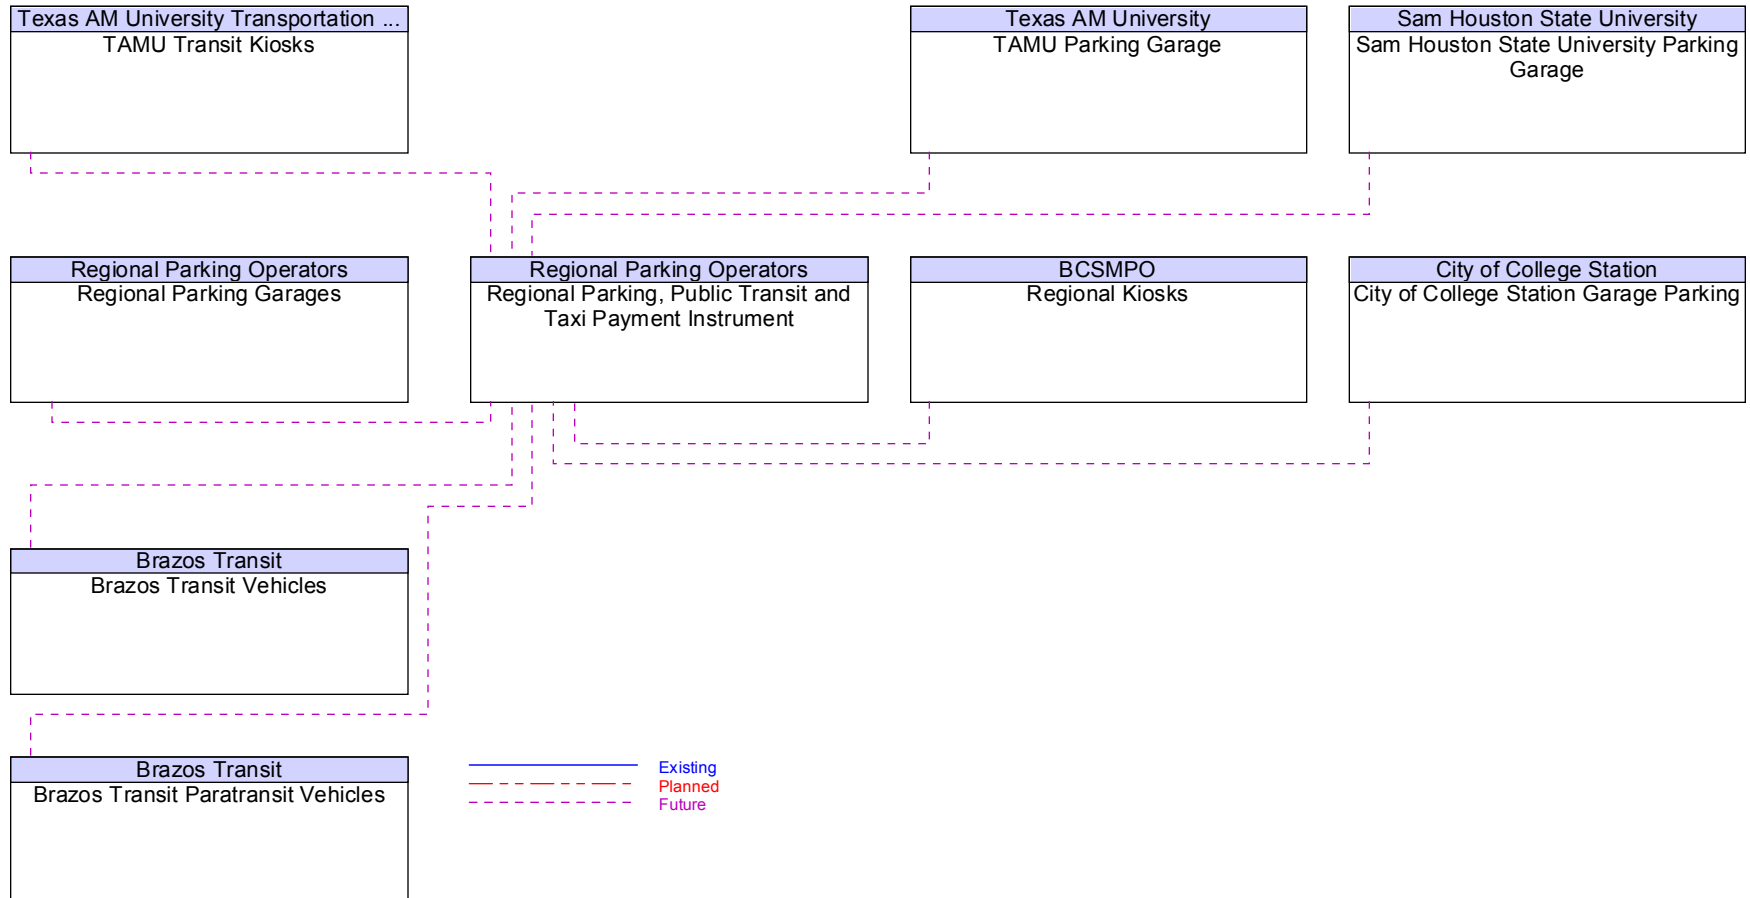 Texas AM University Transportation ...
TAMU Transit Kiosks
Texas AM University
TAMU Parking Garage
Sam Houston State University
Sam Houston State University Parking
Garage
Regional Parking Operators
Regional Parking Garages
Regional Parking Operators
Regional Parking, Public Transit and
Taxi Payment Instrument
BCSMPO
Regional Kiosks
City of College Station
City of College Station Garage Parking
Brazos Transit
Brazos Transit Vehicles
Brazos Transit
Brazos Transit Paratransit Vehicles
Existing
Planned
Future